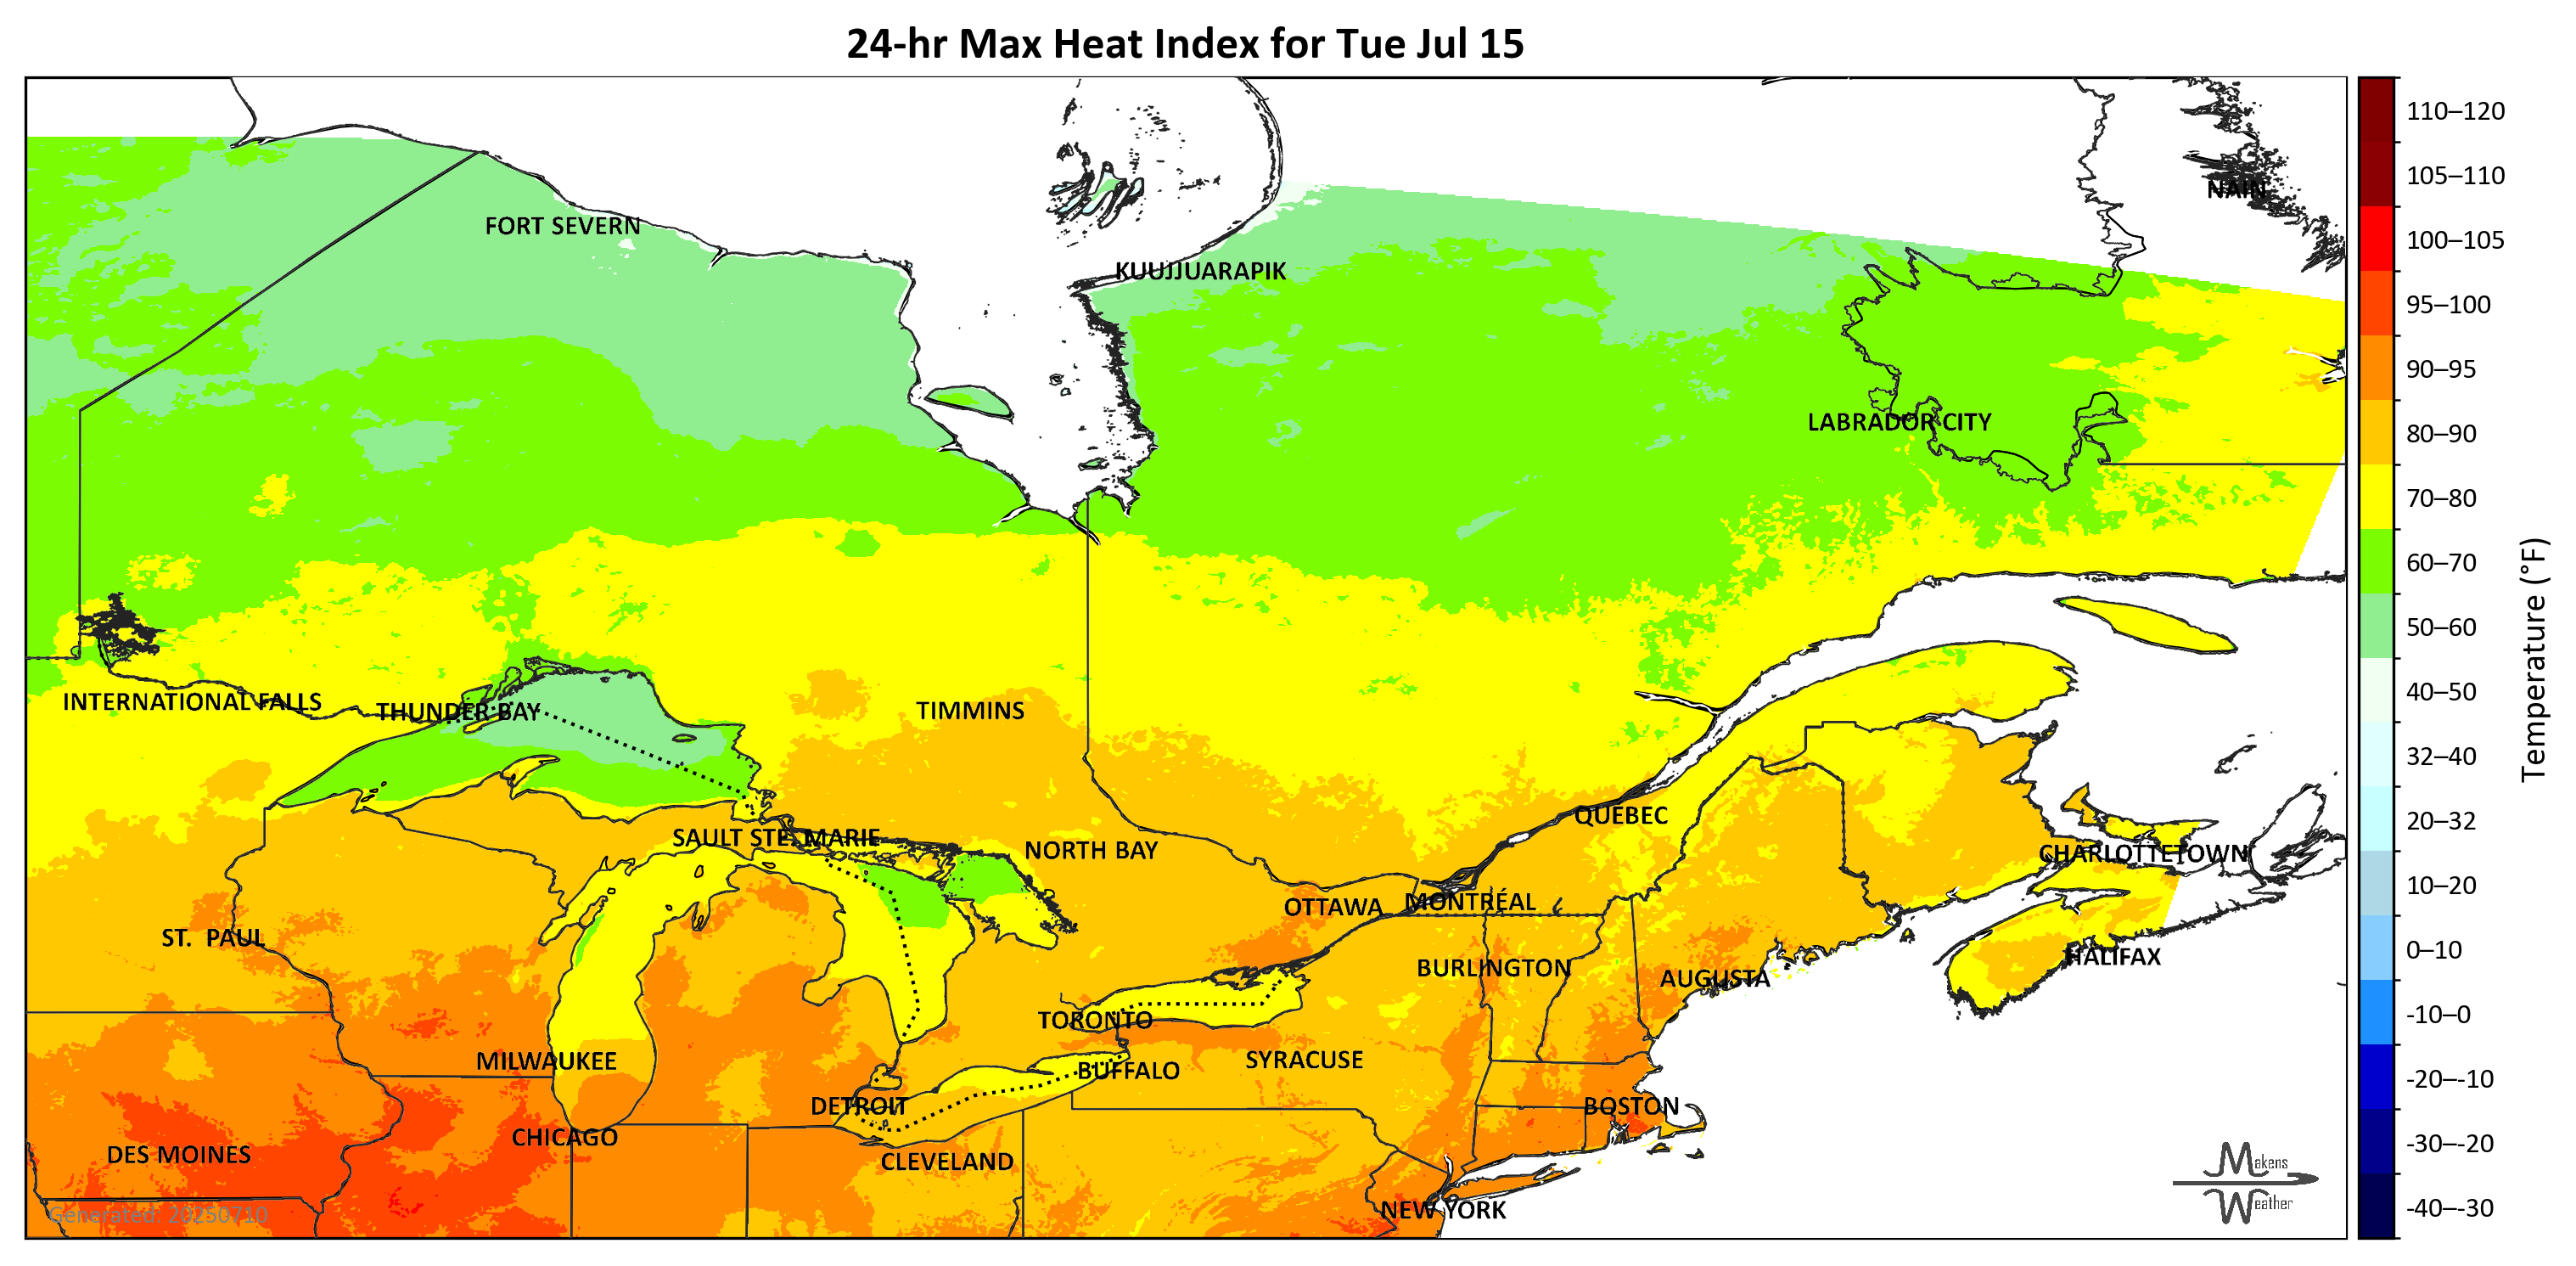 24-hr Max Heat Index for Tue Jul 15
110–120
105–110
NAIN
FORT SEVERN
100–105
KUUJJUARAPIK
95–100
90–95
LABRADOR CITY
80–90
70–80
60–70
50–60
Temperature (°F)
40–50
INTERNATIONAL FALLS
THUNDER BAY
TIMMINS
32–40
QUEBEC
20–32
SAULT STE. MARIE
NORTH BAY
CHARLOTTETOWN
10–20
OTTAWA
MONTRÉAL
ST. PAUL
0–10
HALIFAX
BURLINGTON
AUGUSTA
-10–0
TORONTO
MILWAUKEE
SYRACUSE
BUFFALO
-20–-10
DETROIT
BOSTON
CHICAGO
-30–-20
DES MOINES
CLEVELAND
Makens
Weather
-40–-30
NEW YORK
Generated: 20250710